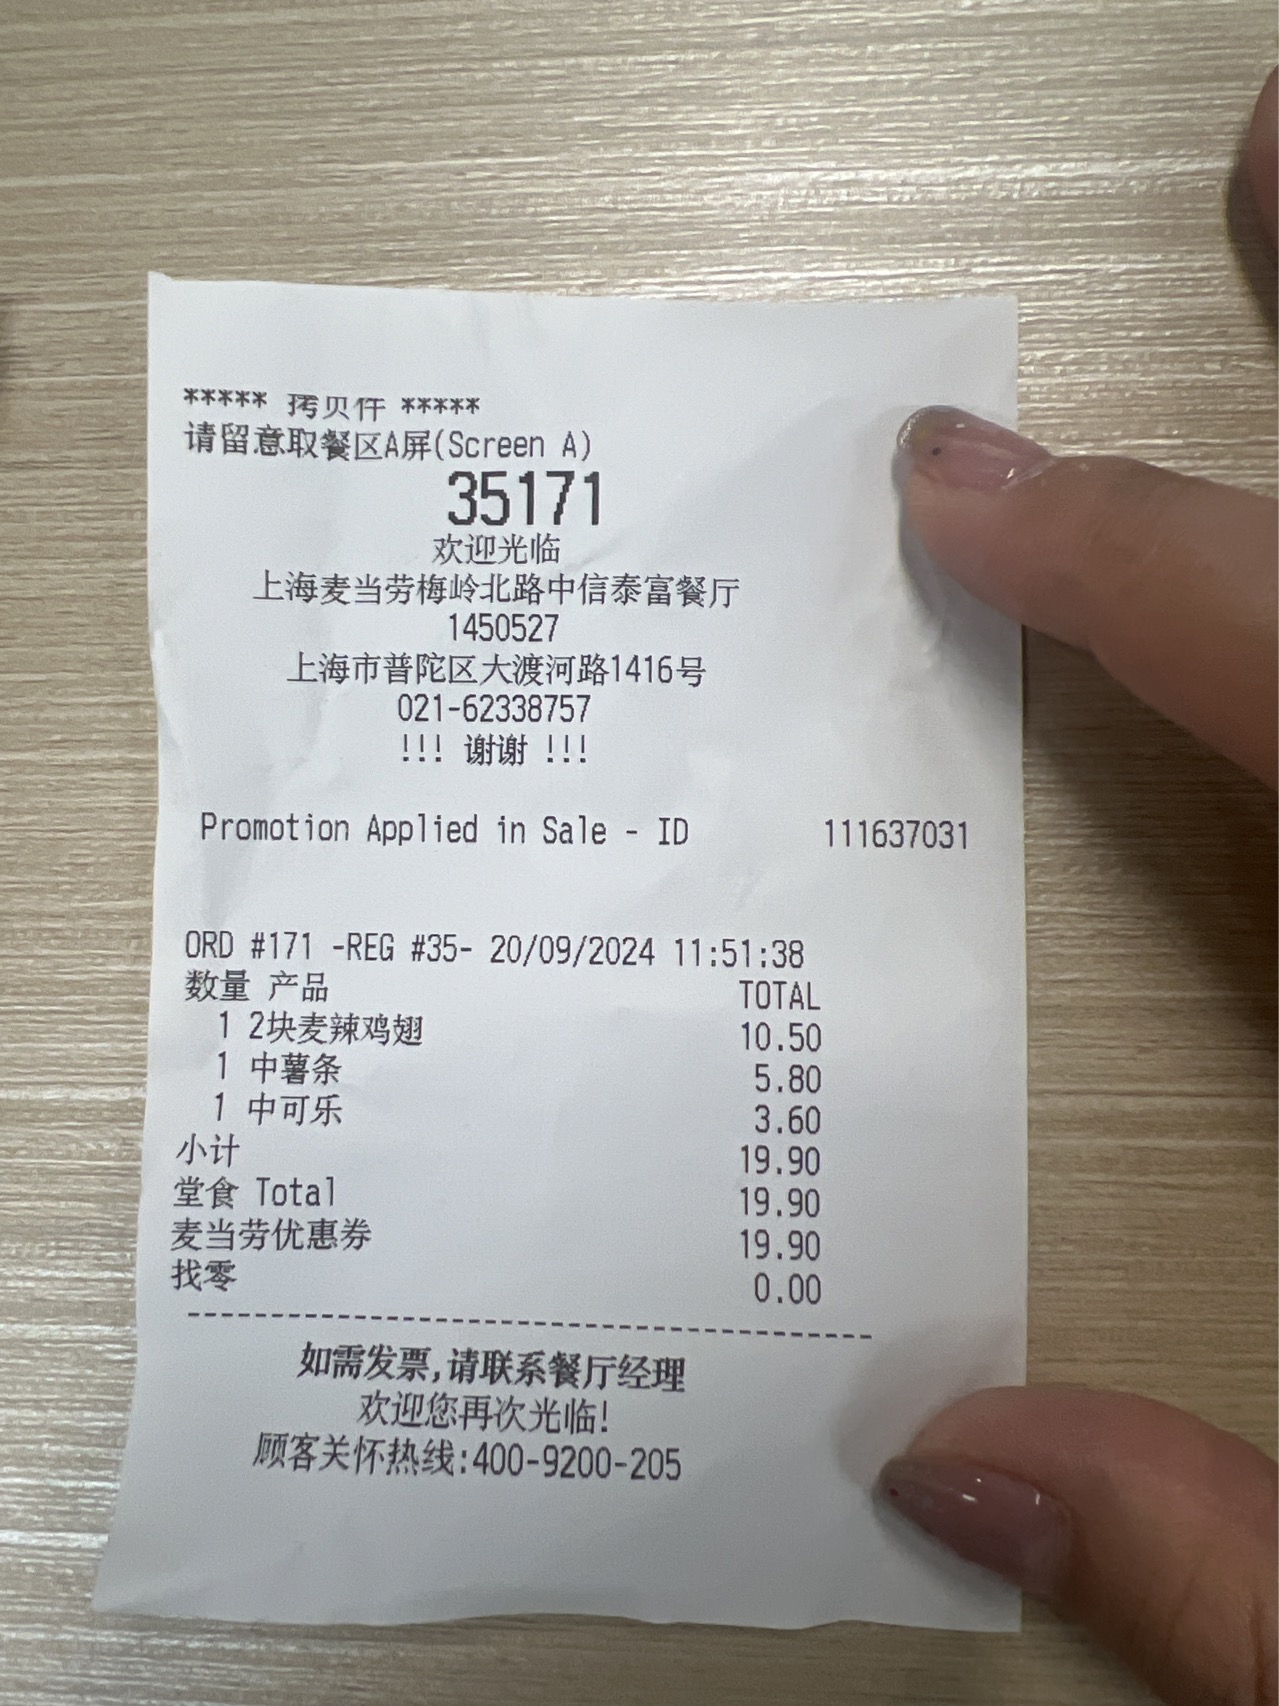 ***** 拷贝件 *****
请留意取餐区A屏(Screen A)
35171
欢迎光临
上海麦当劳梅岭北路中信泰富餐厅
1450527
上海市普陀区大渡河路1416号
021-62338757
!!! 谢谢 !!!
Promotion Applied in Sale - ID 111637031
ORD #171 -REG #35- 20/09/2024 11:51:38
数量 产品 TOTAL
1 2块麦辣鸡翅 10.50
1 中薯条 5.80
1 中可乐 3.60
小计 19.90
堂食 Total 19.90
麦当劳优惠券 19.90
找零 0.00
--------------------------------------------
如需发票,请联系餐厅经理
欢迎您再次光临!
顾客关怀热线:400-9200-205